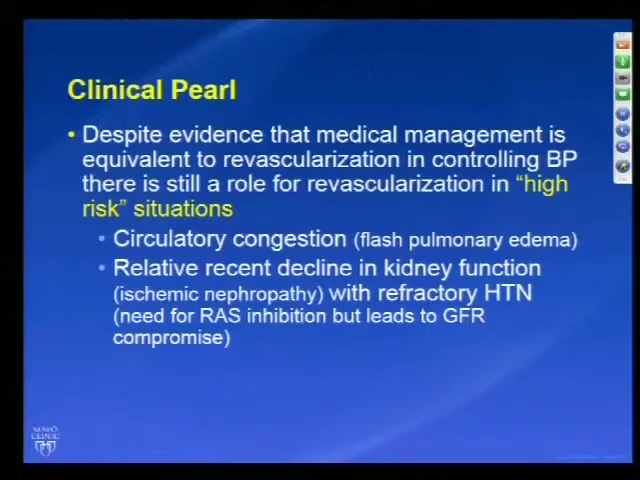 Clinical Pearl
• Despite evidence that medical management is
equivalent to revascularization in controlling BP
there is still a role for revascularization in “high
risk” situations
• Circulatory congestion (flash pulmonary edema)
• Relative recent decline in kidney function
(ischemic nephropathy) with refractory HTN
(need for RAS inhibition but leads to GFR
compromise)
MAYO
CLINIC